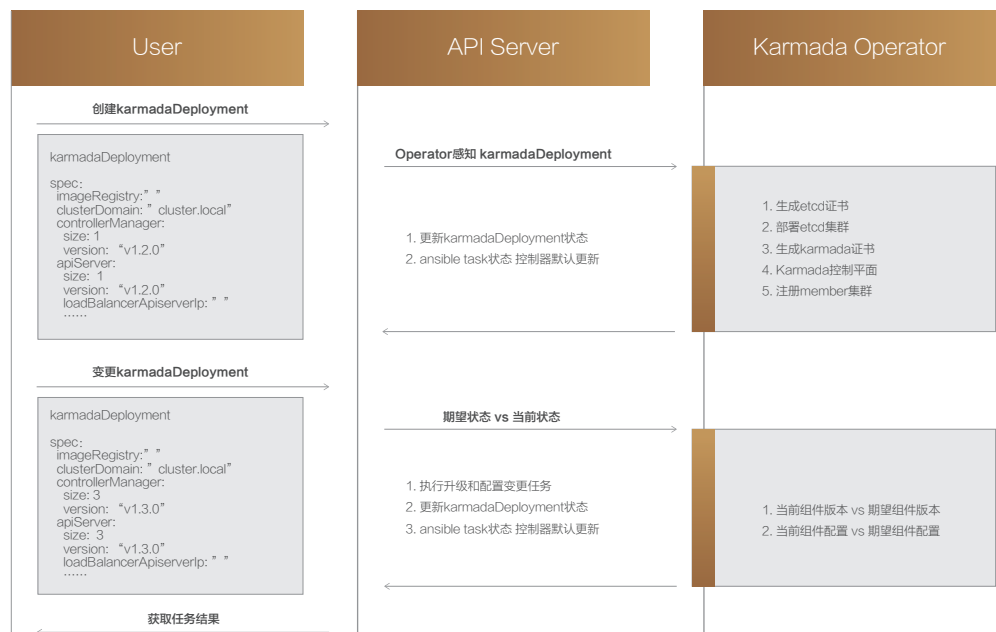 User
API Server
Karmada Operator
创建karmadaDeployment
karmadaDeployment
spec:
imageRegistry:” ”
clusterDomain: ” cluster.local”
controllerManager:
size: 1
version: “v1.2.0”
apiServer:
size: 1
version: “v1.2.0”
loadBalancerApiserverIp: ” ”
······
Operator感知 karmadaDeployment
1. 更新karmadaDeployment状态
2. ansible task状态 控制器默认更新
1. 生成etcd证书
2. 部署etcd集群
3. 生成karmada证书
4. Karmada控制平面
5. 注册member集群
变更karmadaDeployment
karmadaDeployment
spec:
imageRegistry:” ”
clusterDomain: ” cluster.local”
controllerManager:
size: 3
version: “v1.3.0”
apiServer:
size: 3
version: “v1.3.0”
loadBalancerApiserverIp: ” ”
······
期望状态 vs 当前状态
1. 执行升级和配置变更任务
2. 更新karmadaDeployment状态
3. ansible task状态 控制器默认更新
1. 当前组件版本 vs 期望组件版本
2. 当前组件配置 vs 期望组件配置
获取任务结果